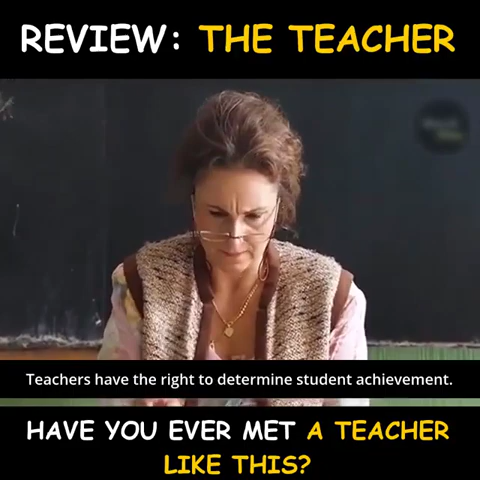 REVIEW: THE TEACHER
Teachers have the right to determine student achievement.
HAVE YOU EVER MET A TEACHER
LIKE THIS?